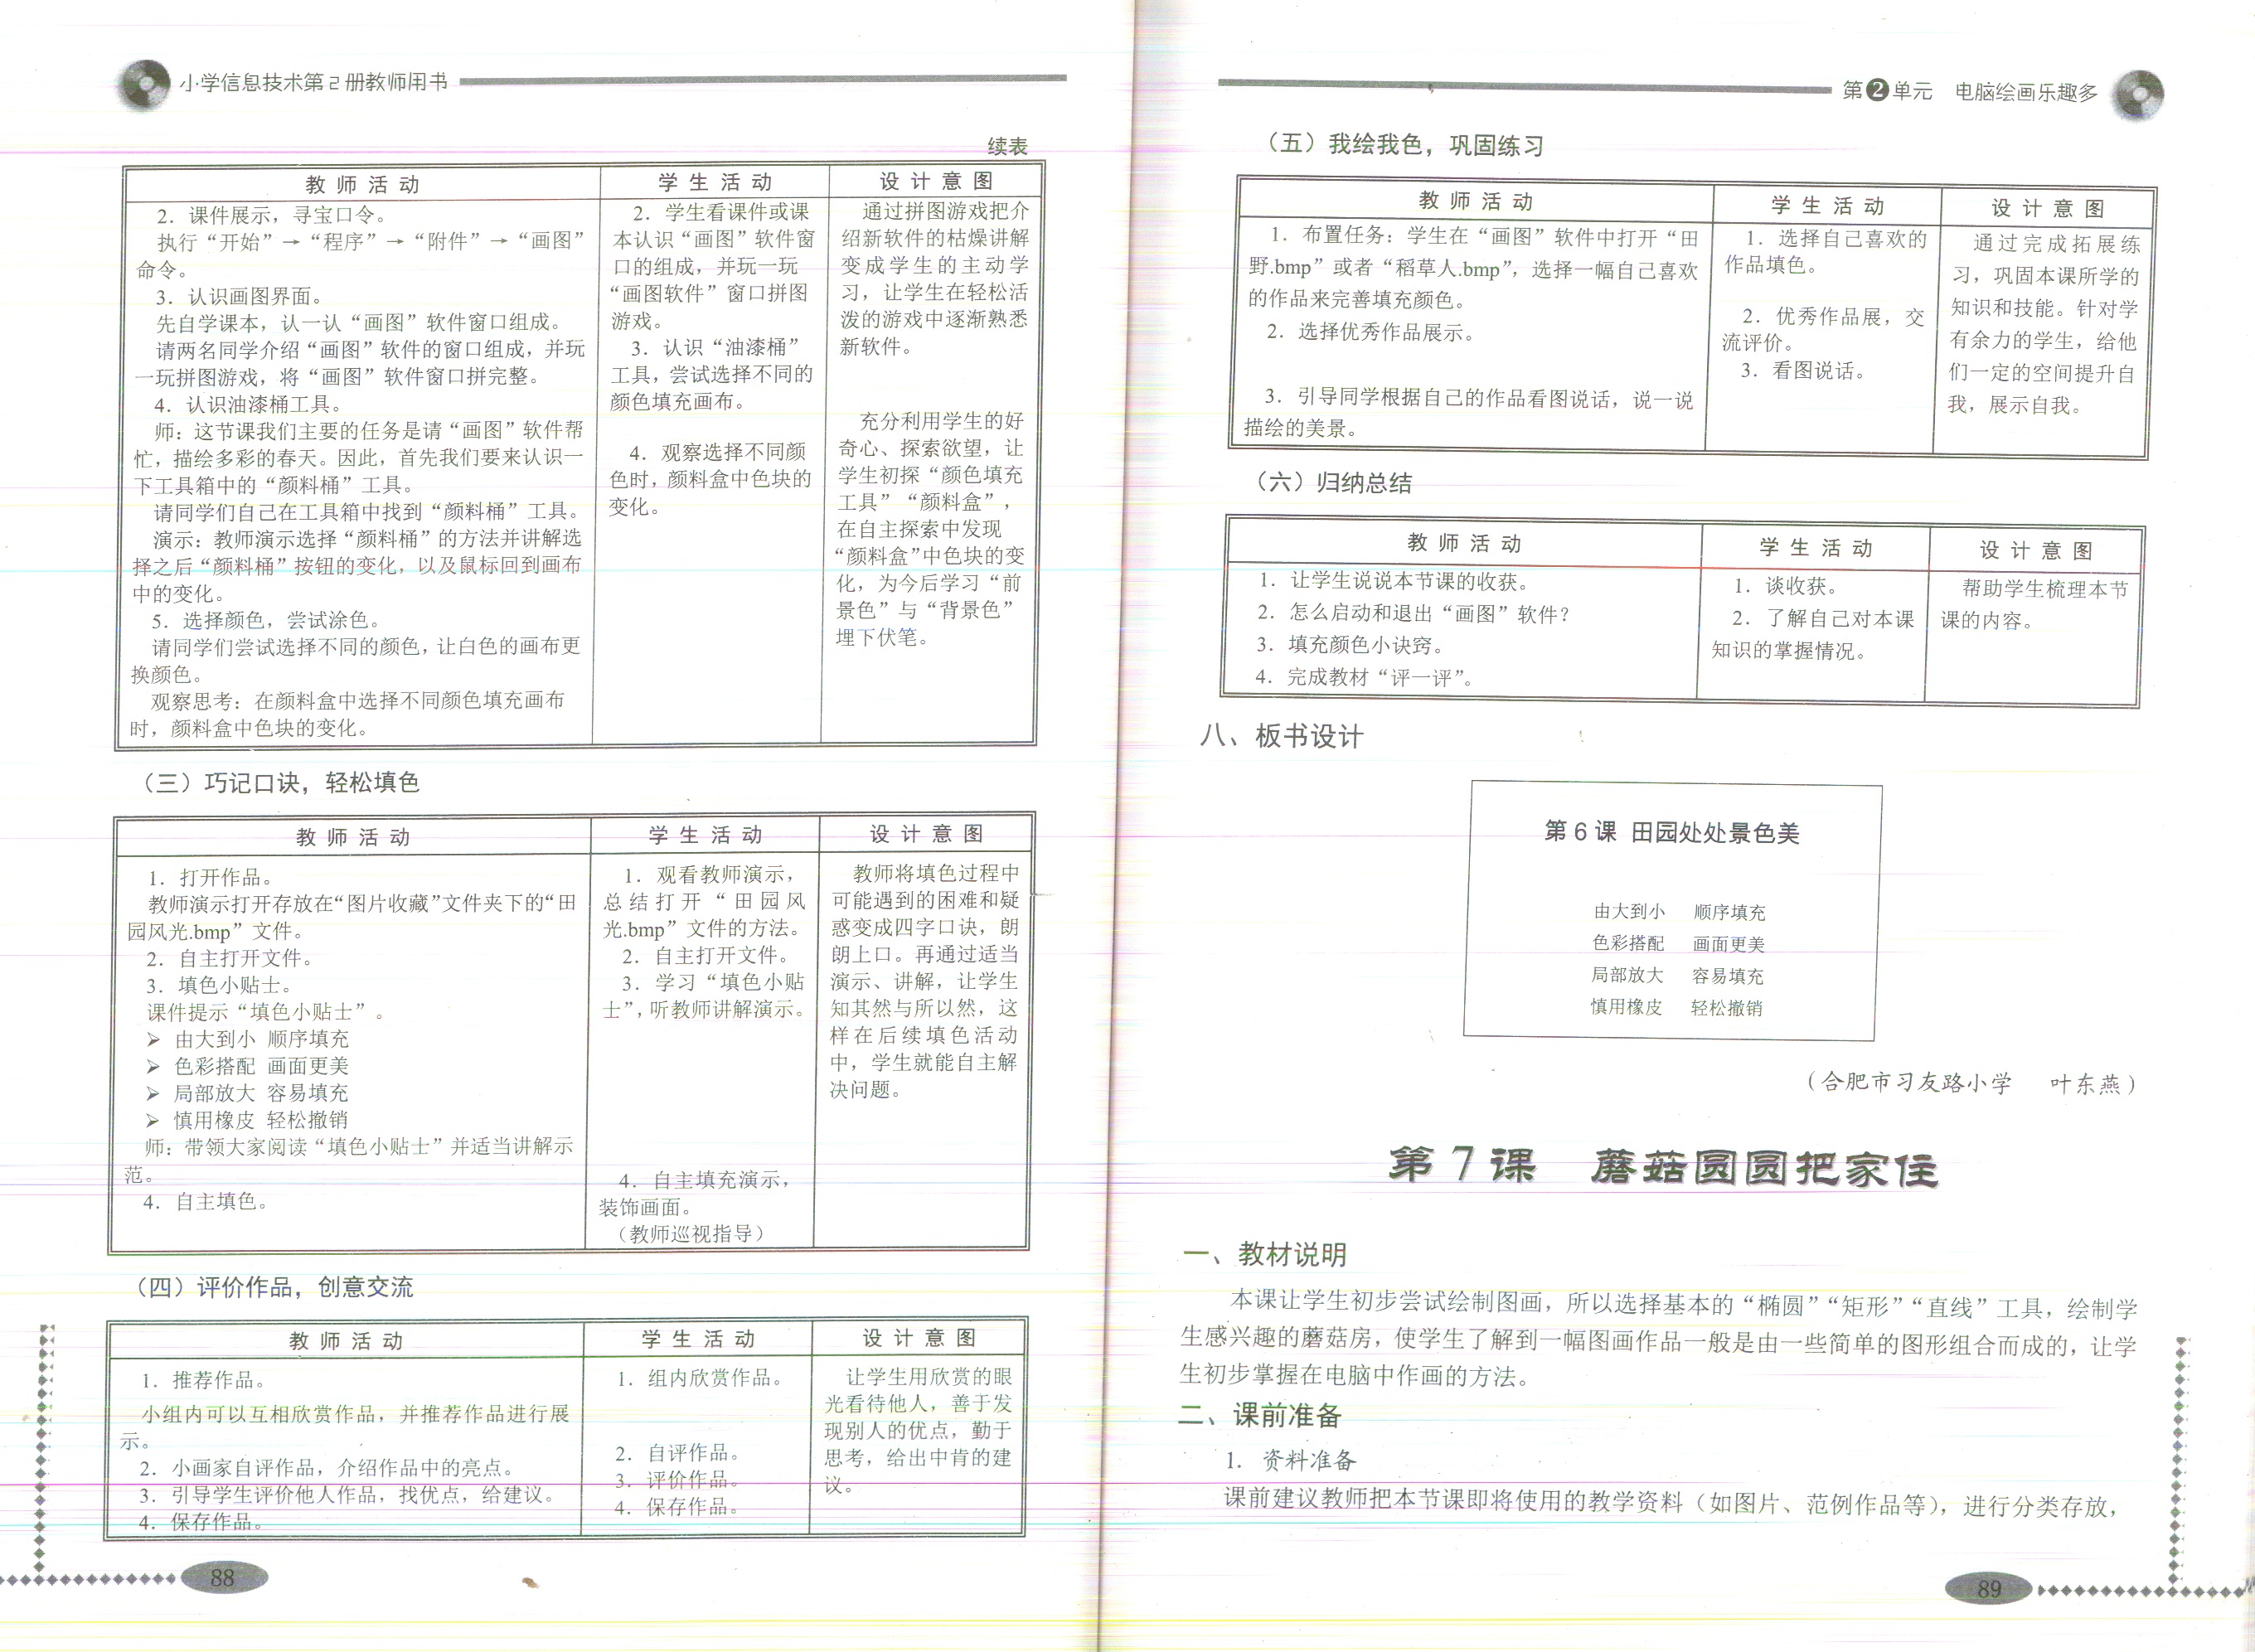 小学信息技术第2册教师用书
续表
教师活动
2．课件展示，寻宝口令。
执行“开始”→“程序”→“附件”→“画图”
命令。
3．认识画图界面。
先自学课本，认一认“画图”软件窗口组成。
请两名同学介绍“画图”软件的窗口组成，并玩
一玩拼图游戏，将“画图”软件窗口拼完整。
4．认识油漆桶工具。
师：这节课我们主要的任务是请“画图”软件帮
忙，描绘多彩的春天。因此，首先我们要来认识一
下工具箱中的“颜料桶”工具。
请同学们自己在工具箱中找到“颜料桶”工具。
演示：教师演示选择“颜料桶”的方法并讲解选
择之后“颜料桶”按钮的变化，以及鼠标回到画布
中的变化。
5．选择颜色，尝试涂色。
请同学们尝试选择不同的颜色，让白色的画布更
换颜色。
观察思考：在颜料盒中选择不同颜色填充画布
时，颜料盒中色块的变化。
学生活动
2．学生看课件或课
本认识“画图”软件窗
口的组成，并玩一玩
“画图软件”窗口拼图
游戏。
3．认识“油漆桶”
工具，尝试选择不同的
颜色填充画布。
4．观察选择不同颜
色时，颜料盒中色块的
变化。
设计意图
通过拼图游戏把介
绍新软件的枯燥讲解
变成学生的主动学
习，让学生在轻松活
泼的游戏中逐渐熟悉
新软件。
充分利用学生的好
奇心、探索欲望，让
学生初探“颜色填充
工具”“颜料盒”，
在自主探索中发现
“颜料盒”中色块的变
化，为今后学习“前
景色”与“背景色”
埋下伏笔。
（三）巧记口诀，轻松填色
教师活动
1．打开作品。
教师演示打开存放在“图片收藏”文件夹下的“田
园风光.bmp”文件。
2．自主打开文件。
3．填色小贴士。
课件提示“填色小贴士”。
➢ 由大到小 顺序填充
➢ 色彩搭配 画面更美
➢ 局部放大 容易填充
➢ 慎用橡皮 轻松撤销
师：带领大家阅读“填色小贴士”并适当讲解示
范。
4．自主填色。
学生活动
1．观看教师演示，
总结打开“田园风
光.bmp”文件的方法。
2．自主打开文件。
3．学习“填色小贴
士”，听教师讲解演示。
4．自主填充演示，
装饰画面。
（教师巡视指导）
设计意图
教师将填色过程中
可能遇到的困难和疑
惑变成四字口诀，朗
朗上口。再通过适当
演示、讲解，让学生
知其然与所以然，这
样在后续填色活动
中，学生就能自主解
决问题。
（四）评价作品，创意交流
教师活动
1．推荐作品。
小组内可以互相欣赏作品，并推荐作品进行展
示。
2．小画家自评作品，介绍作品中的亮点。
3．引导学生评价他人作品，找优点，给建议。
4．保存作品。
学生活动
1．组内欣赏作品。
2．自评作品。
3．评价作品。
4．保存作品。
设计意图
让学生用欣赏的眼
光看待他人，善于发
现别人的优点，勤于
思考，给出中肯的建
议。
88
第2单元 电脑绘画乐趣多
（五）我绘我色，巩固练习
教师活动
1．布置任务：学生在“画图”软件中打开“田
野.bmp”或者“稻草人.bmp”，选择一幅自己喜欢
的作品来完善填充颜色。
2．选择优秀作品展示。
3．引导同学根据自己的作品看图说话，说一说
描绘的美景。
学生活动
1．选择自己喜欢的
作品填色。
2．优秀作品展，交
流评价。
3．看图说话。
设计意图
通过完成拓展练
习，巩固本课所学的
知识和技能。针对学
有余力的学生，给他
们一定的空间提升自
我，展示自我。
（六）归纳总结
教师活动
1．让学生说说本节课的收获。
2．怎么启动和退出“画图”软件？
3．填充颜色小诀窍。
4．完成教材“评一评”。
学生活动
1．谈收获。
2．了解自己对本课
知识的掌握情况。
设计意图
帮助学生梳理本节
课的内容。
八、板书设计
第6课 田园处处景色美
由大到小 顺序填充
色彩搭配 画面更美
局部放大 容易填充
慎用橡皮 轻松撤销
（合肥市习友路小学 叶东燕）
第7课 蘑菇圆圆把家住
一、教材说明
本课让学生初步尝试绘制图画，所以选择基本的“椭圆”“矩形”“直线”工具，绘制学
生感兴趣的蘑菇房，使学生了解到一幅图画作品一般是由一些简单的图形组合而成的，让学
生初步掌握在电脑中作画的方法。
二、课前准备
1．资料准备
课前建议教师把本节课即将使用的教学资料（如图片、范例作品等），进行分类存放，
89